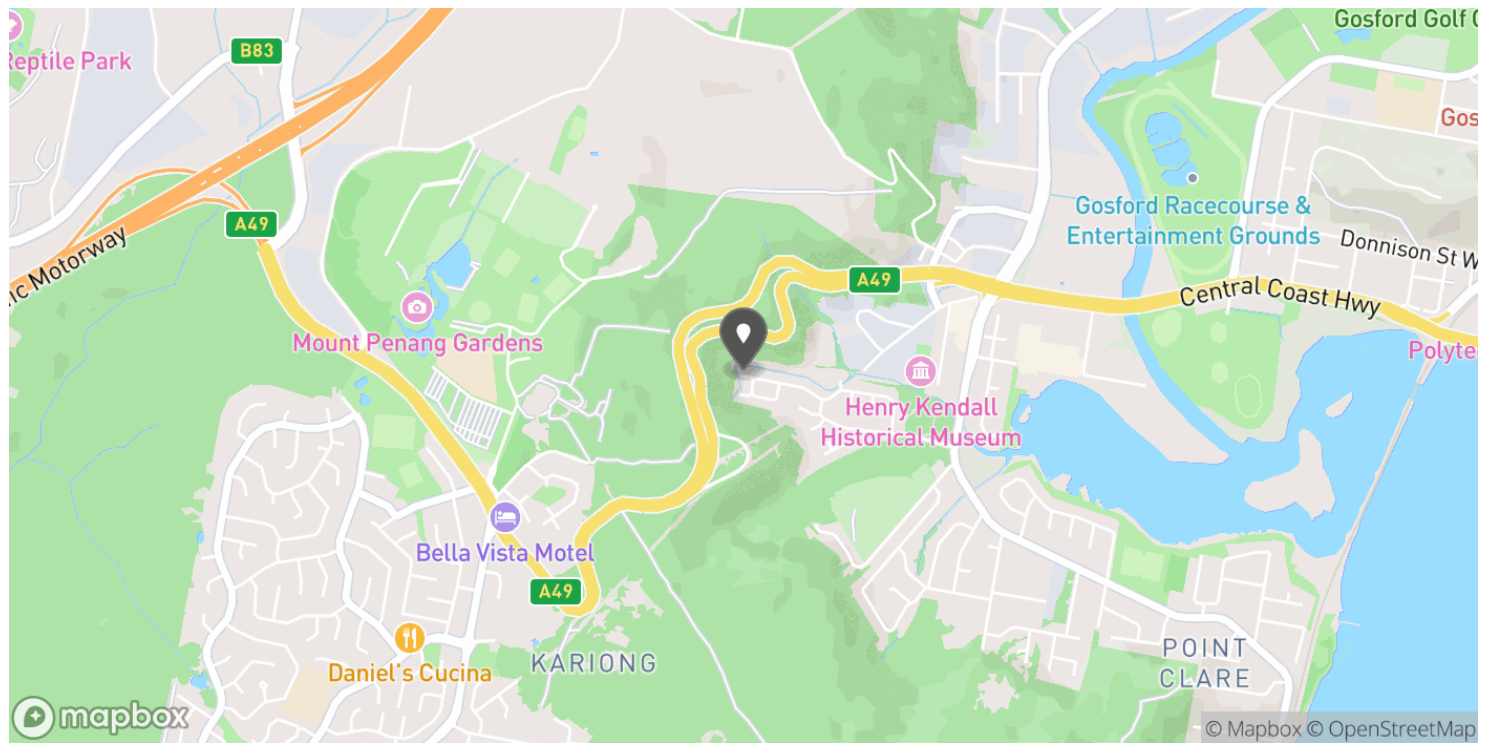 Gosford Golf C
B83
Reptile Park
Gos
A49
Gosford Racecourse &
Entertainment Grounds
Donnison St W
ic Motorway
A49
Central Coast Hwy
Mount Penang Gardens
Polyte
Henry Kendall
Historical Museum
Bella Vista Motel
A49
POINT
CLARE
KARIONG
Daniel's Cucina
mapbox
© Mapbox © OpenStreetMap